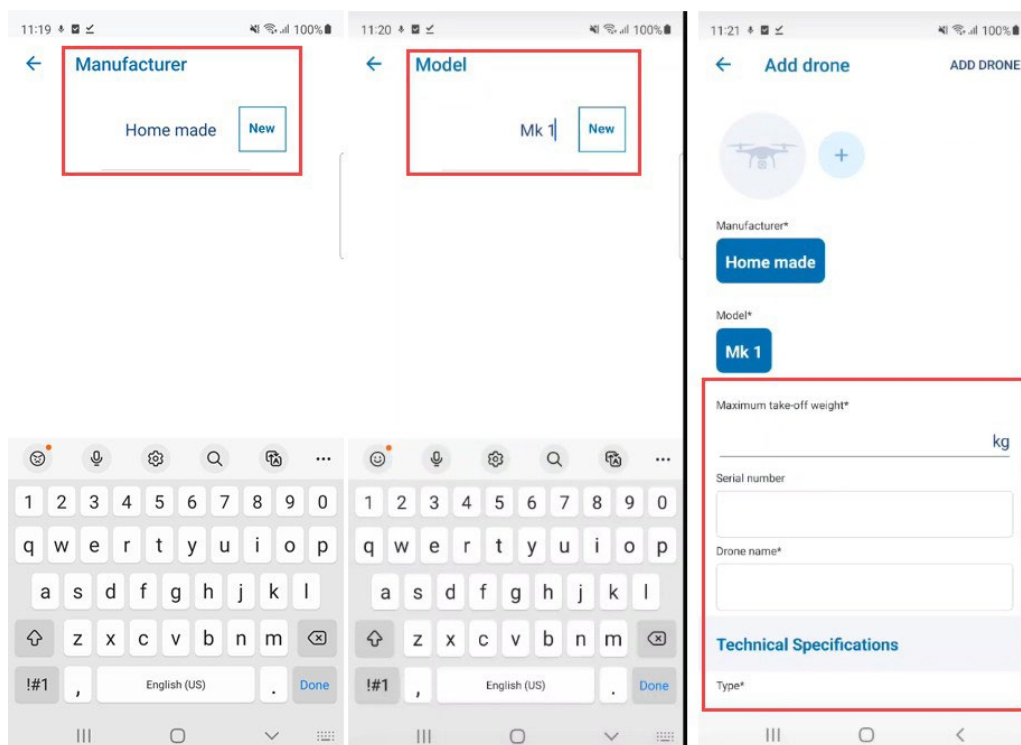 11:19 100%
Manufacturer
Home made New
1 2 3 4 5 6 7 8 9 0
q w e r t y u i o p
a s d f g h j k l
z x c v b n m
!#1 , English (US) . Done
11:20 100%
Model
Mk 1 New
1 2 3 4 5 6 7 8 9 0
q w e r t y u i o p
a s d f g h j k l
z x c v b n m
!#1 , English (US) . Done
11:21 100%
Add drone ADD DRONE
Manufacturer*
Home made
Model*
Mk 1
Maximum take-off weight*
kg
Serial number
Drone name*
Technical Specifications
Type*